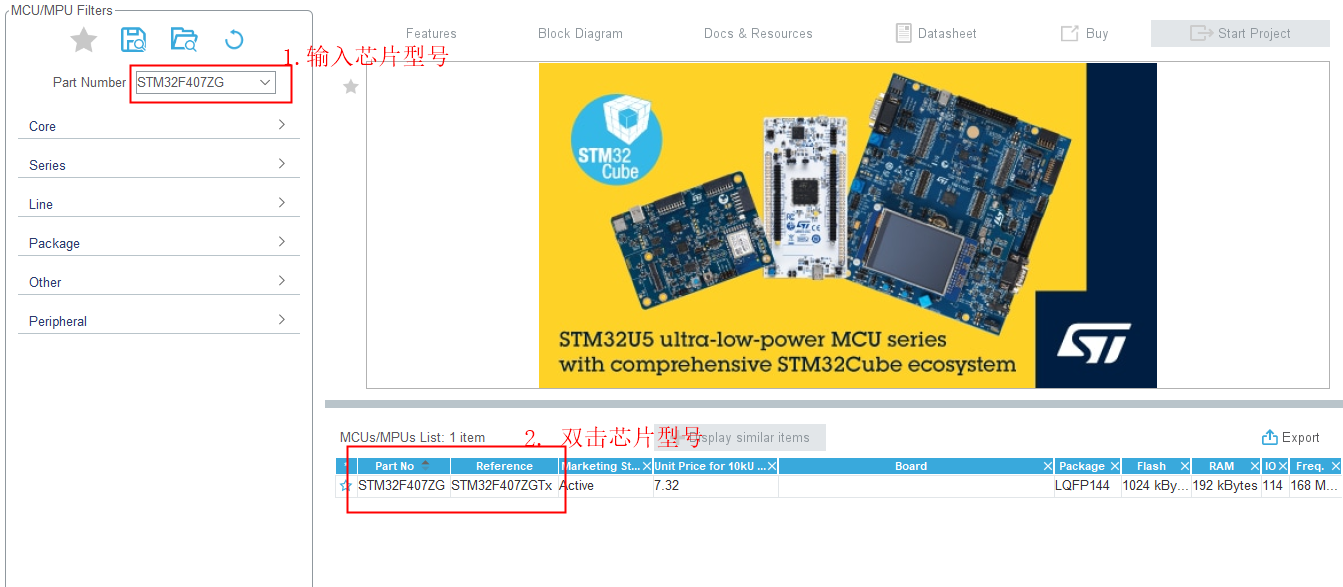 MCU/MPU Filters
Part Number STM32F407ZG
Core
Series
Line
Package
Other
Peripheral
1.输入芯片型号
Features Block Diagram Docs & Resources Datasheet Buy Start Project
STM32
Cube
STM32U5 ultra-low-power MCU series
with comprehensive STM32Cube ecosystem
ST
MCUs/MPUs List: 1 item
2. 双击芯片型号
Display similar items
Export
* Part No Reference Marketing St... Unit Price for 10kU ... Board Package Flash RAM IO Freq.
STM32F407ZG STM32F407ZGTx Active 7.32 LQFP144 1024 kBy... 192 kBytes 114 168 M...